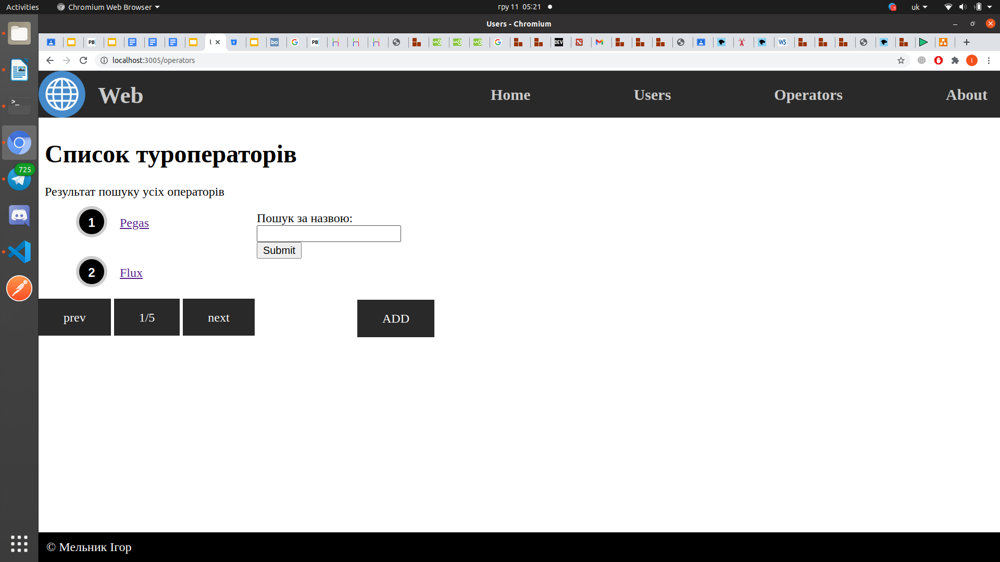 Activities
Chromium Web Browser
гру 11 05:21
uk
Users - Chromium
localhost:3005/operators
Web
Home
Users
Operators
About
Список туроператорів
Результат пошуку усіх операторів
1
Pegas
Пошук за назвою:
Submit
2
Flux
prev
1/5
next
ADD
725
© Мельник Ігор